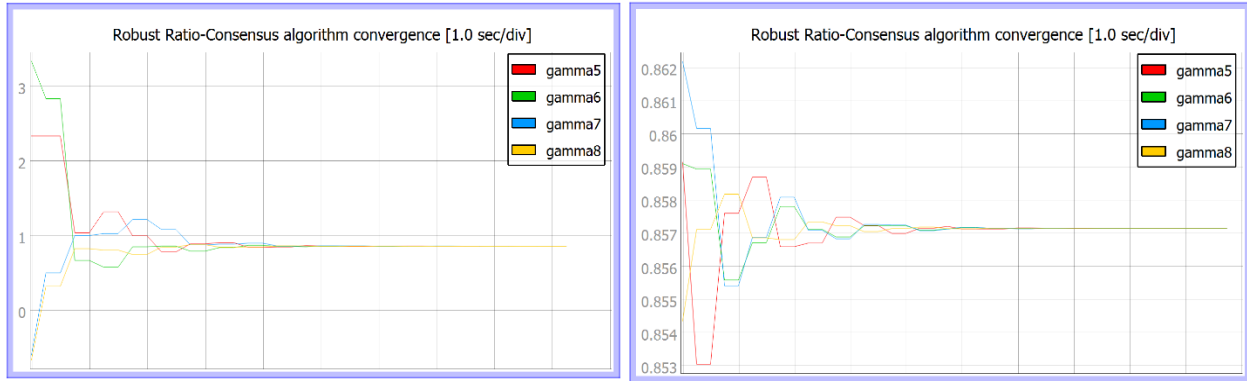 Robust Ratio-Consensus algorithm convergence [1.0 sec/div]
3
2
1
0
gamma5
gamma6
gamma7
gamma8
Robust Ratio-Consensus algorithm convergence [1.0 sec/div]
0.862
0.861
0.86
0.859
0.858
0.857
0.856
0.855
0.854
0.853
gamma5
gamma6
gamma7
gamma8